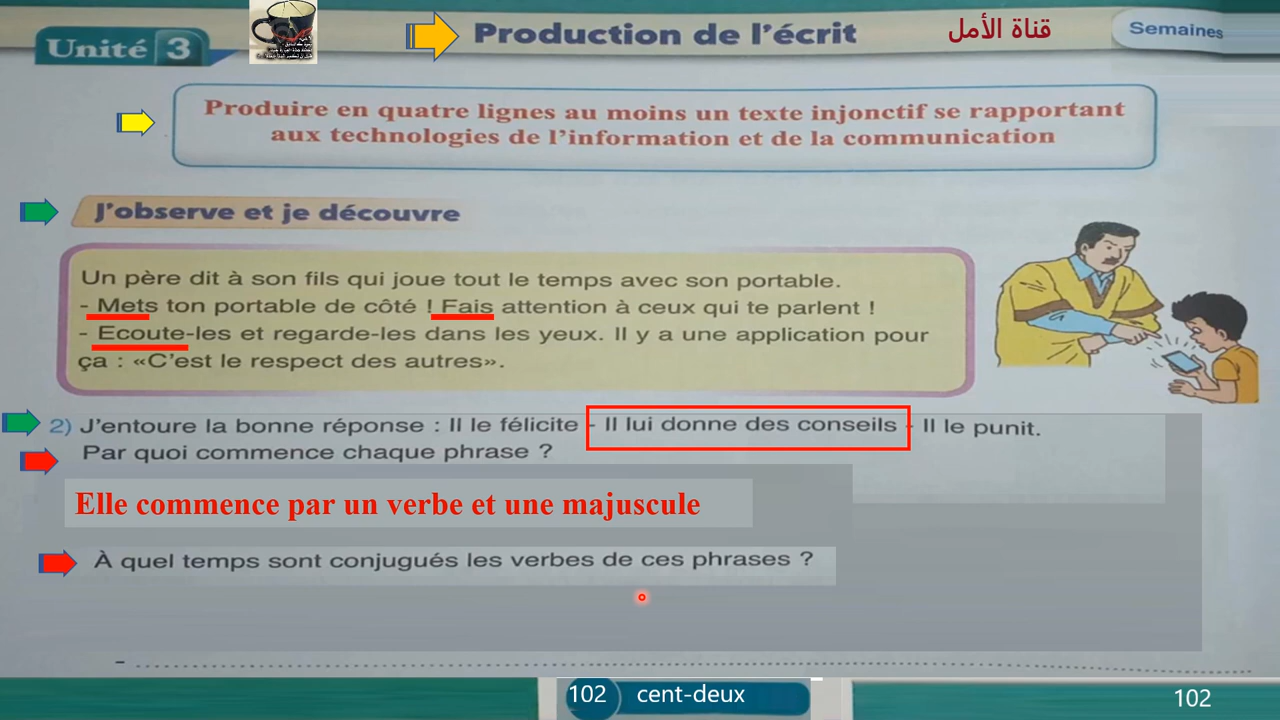 Unité 3
Production de l'écrit
قناة الأمل
Semaines
Produire en quatre lignes au moins un texte injonctif se rapportant
aux technologies de l'information et de la communication
J'observe et je découvre
Un père dit à son fils qui joue tout le temps avec son portable.
- Mets ton portable de côté ! Fais attention à ceux qui te parlent !
- Ecoute-les et regarde-les dans les yeux. Il y a une application pour
ça : «C'est le respect des autres».
2) J'entoure la bonne réponse : Il le félicite - Il lui donne des conseils - Il le punit.
Par quoi commence chaque phrase ?
Elle commence par un verbe et une majuscule
À quel temps sont conjugués les verbes de ces phrases ?
- ....................................................................
102 cent-deux
102